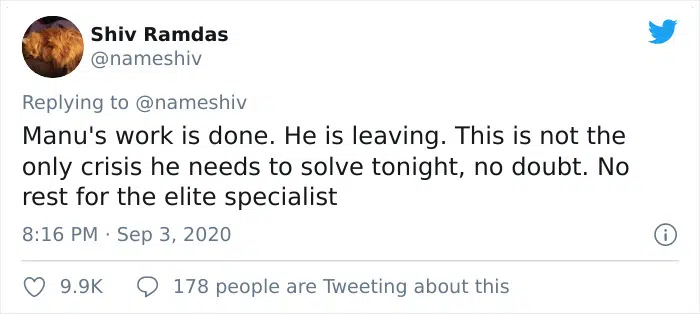 Shiv Ramdas
@nameshiv
Replying to @nameshiv
Manu's work is done. He is leaving. This is not the
only crisis he needs to solve tonight, no doubt. No
rest for the elite specialist
8:16 PM · Sep 3, 2020
9.9K 178 people are Tweeting about this